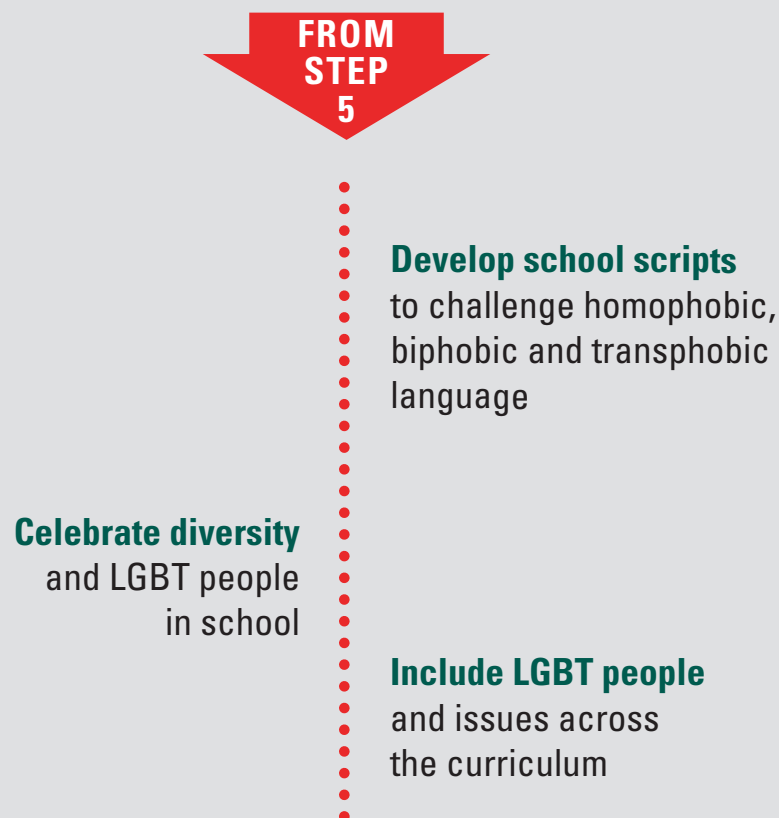 FROM
STEP
5
Develop school scripts
to challenge homophobic,
biphobic and transphobic
language
Celebrate diversity
and LGBT people
in school
Include LGBT people
and issues across
the curriculum